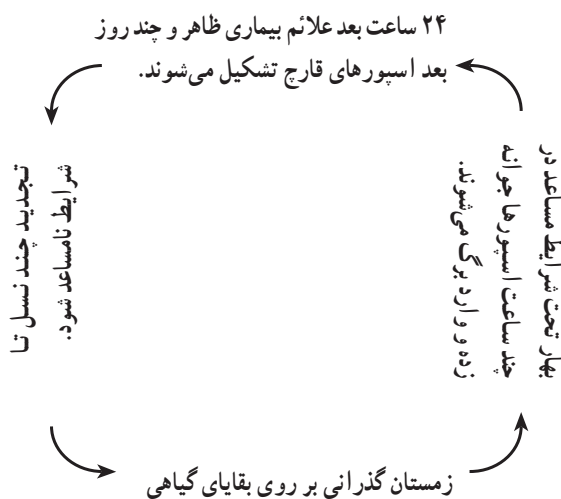 ۲۴ ساعت بعد علائم بیماری ظاهر و چند روز
بعد اسپورهای قارچ تشکیل می‌شوند.
تجدید چند نسل تا
شرایط نامساعد شود.
زمستان گذرانی بر روی بقایای گیاهی
بهار تحت شرایط مساعد در
چند ساعت اسپورها جوانه
زده و وارد برگ می‌شوند.